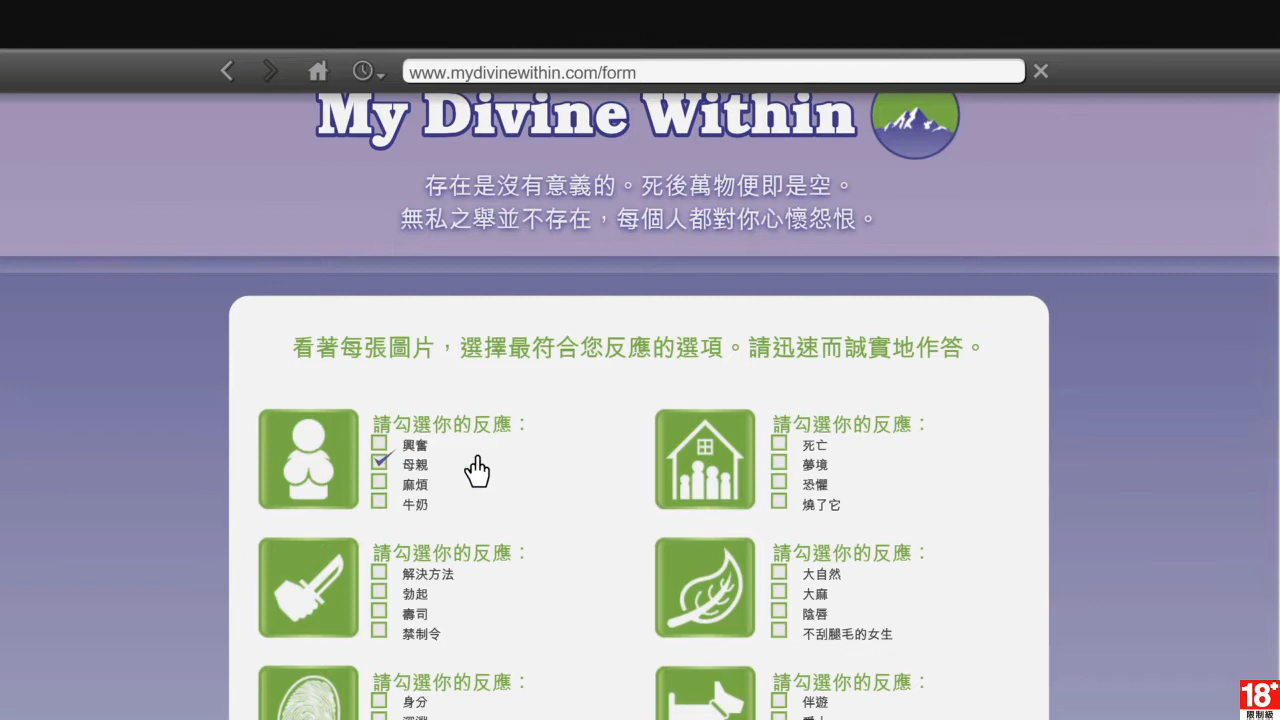 www.mydivinewithin.com/form
My Divine Within
存在是沒有意義的。死後萬物便即是空。
無私之舉並不存在，每個人都對你心懷怨恨。
看著每張圖片，選擇最符合您反應的選項。請迅速而誠實地作答。
請勾選你的反應：
興奮
母親
麻煩
牛奶
請勾選你的反應：
死亡
夢境
恐懼
燒了它
請勾選你的反應：
解決方法
勃起
壽司
禁制令
請勾選你的反應：
大自然
大麻
陰唇
不刮腿毛的女生
請勾選你的反應：
身分
請勾選你的反應：
伴遊
18+
限制級